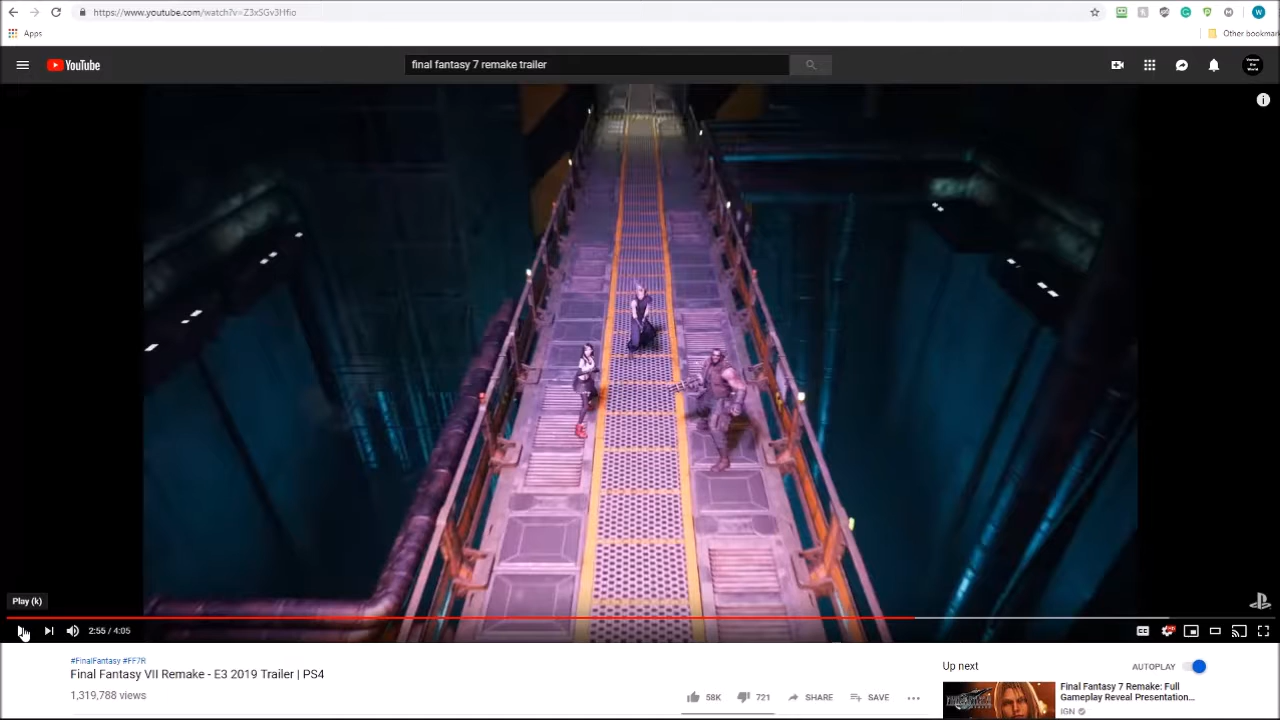 https://www.youtube.com/watch?v=Z3xSGv3Hfio
Apps
Other bookmar
YouTube
final fantasy 7 remake trailer
Play (k)
2:55 / 4:05
CC
#FinalFantasy #FF7R
Final Fantasy VII Remake - E3 2019 Trailer | PS4
1,319,788 views
58K
721
SHARE
SAVE
Up next
AUTOPLAY
Final Fantasy 7 Remake: Full
Gameplay Reveal Presentation...
IGN